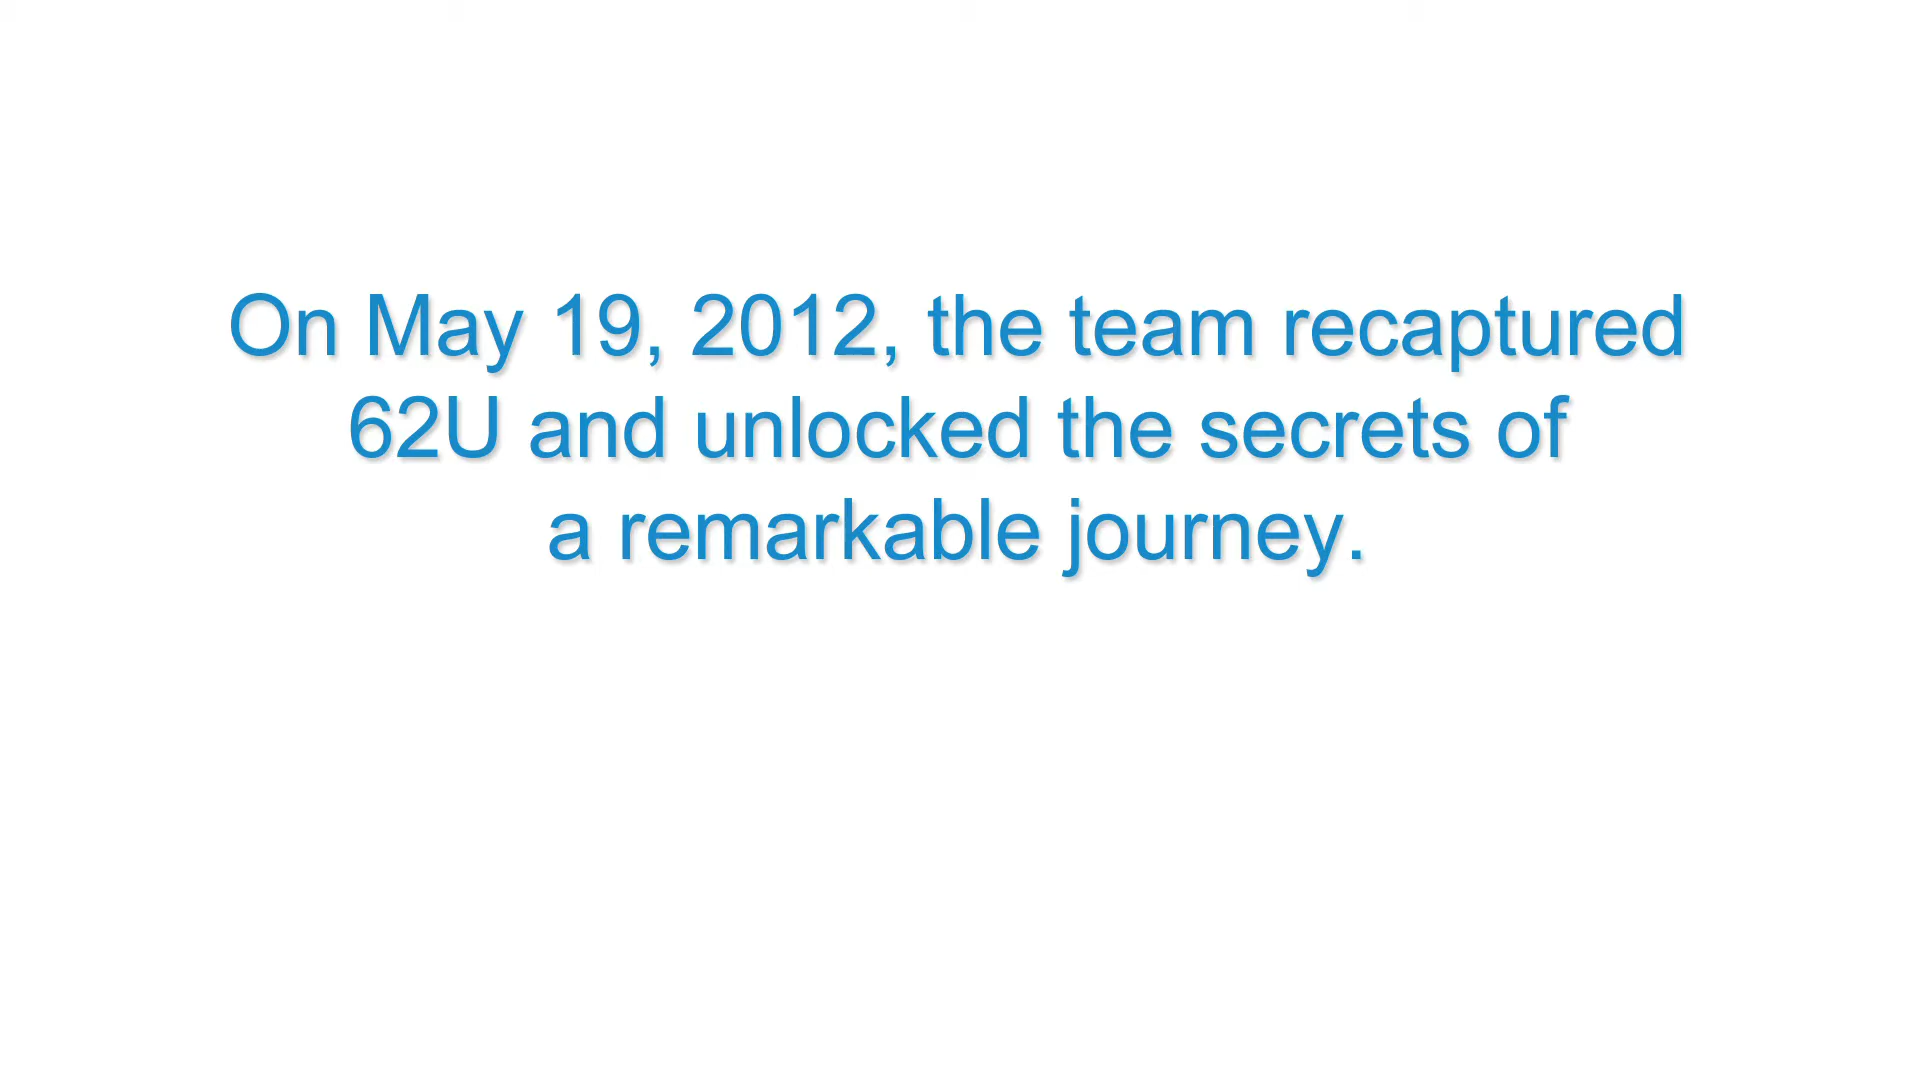 On May 19, 2012, the team recaptured
62U and unlocked the secrets of
a remarkable journey.